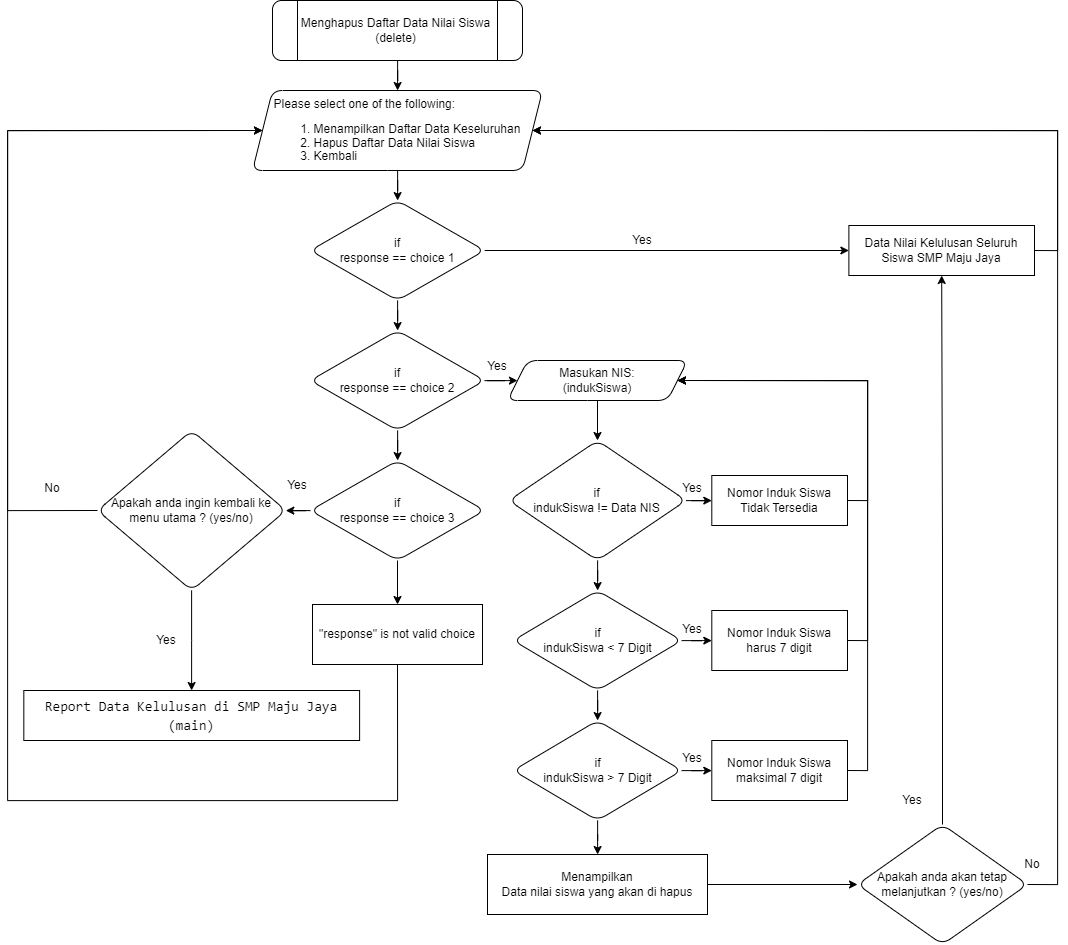 Menghapus Daftar Data Nilai Siswa
(delete)
Please select one of the following:
1. Menampilkan Daftar Data Keseluruhan
2. Hapus Daftar Data Nilai Siswa
3. Kembali
if
response == choice 1
Yes
Data Nilai Kelulusan Seluruh
Siswa SMP Maju Jaya
if
response == choice 2
Yes
Masukan NIS:
(indukSiswa)
if
response == choice 3
Yes
Apakah anda ingin kembali ke
menu utama ? (yes/no)
No
Yes
Report Data Kelulusan di SMP Maju Jaya
(main)
"response" is not valid choice
if
indukSiswa != Data NIS
Yes
Nomor Induk Siswa
Tidak Tersedia
if
indukSiswa < 7 Digit
Yes
Nomor Induk Siswa
harus 7 digit
if
indukSiswa > 7 Digit
Yes
Nomor Induk Siswa
maksimal 7 digit
Menampilkan
Data nilai siswa yang akan di hapus
Apakah anda akan tetap
melanjutkan ? (yes/no)
Yes
No